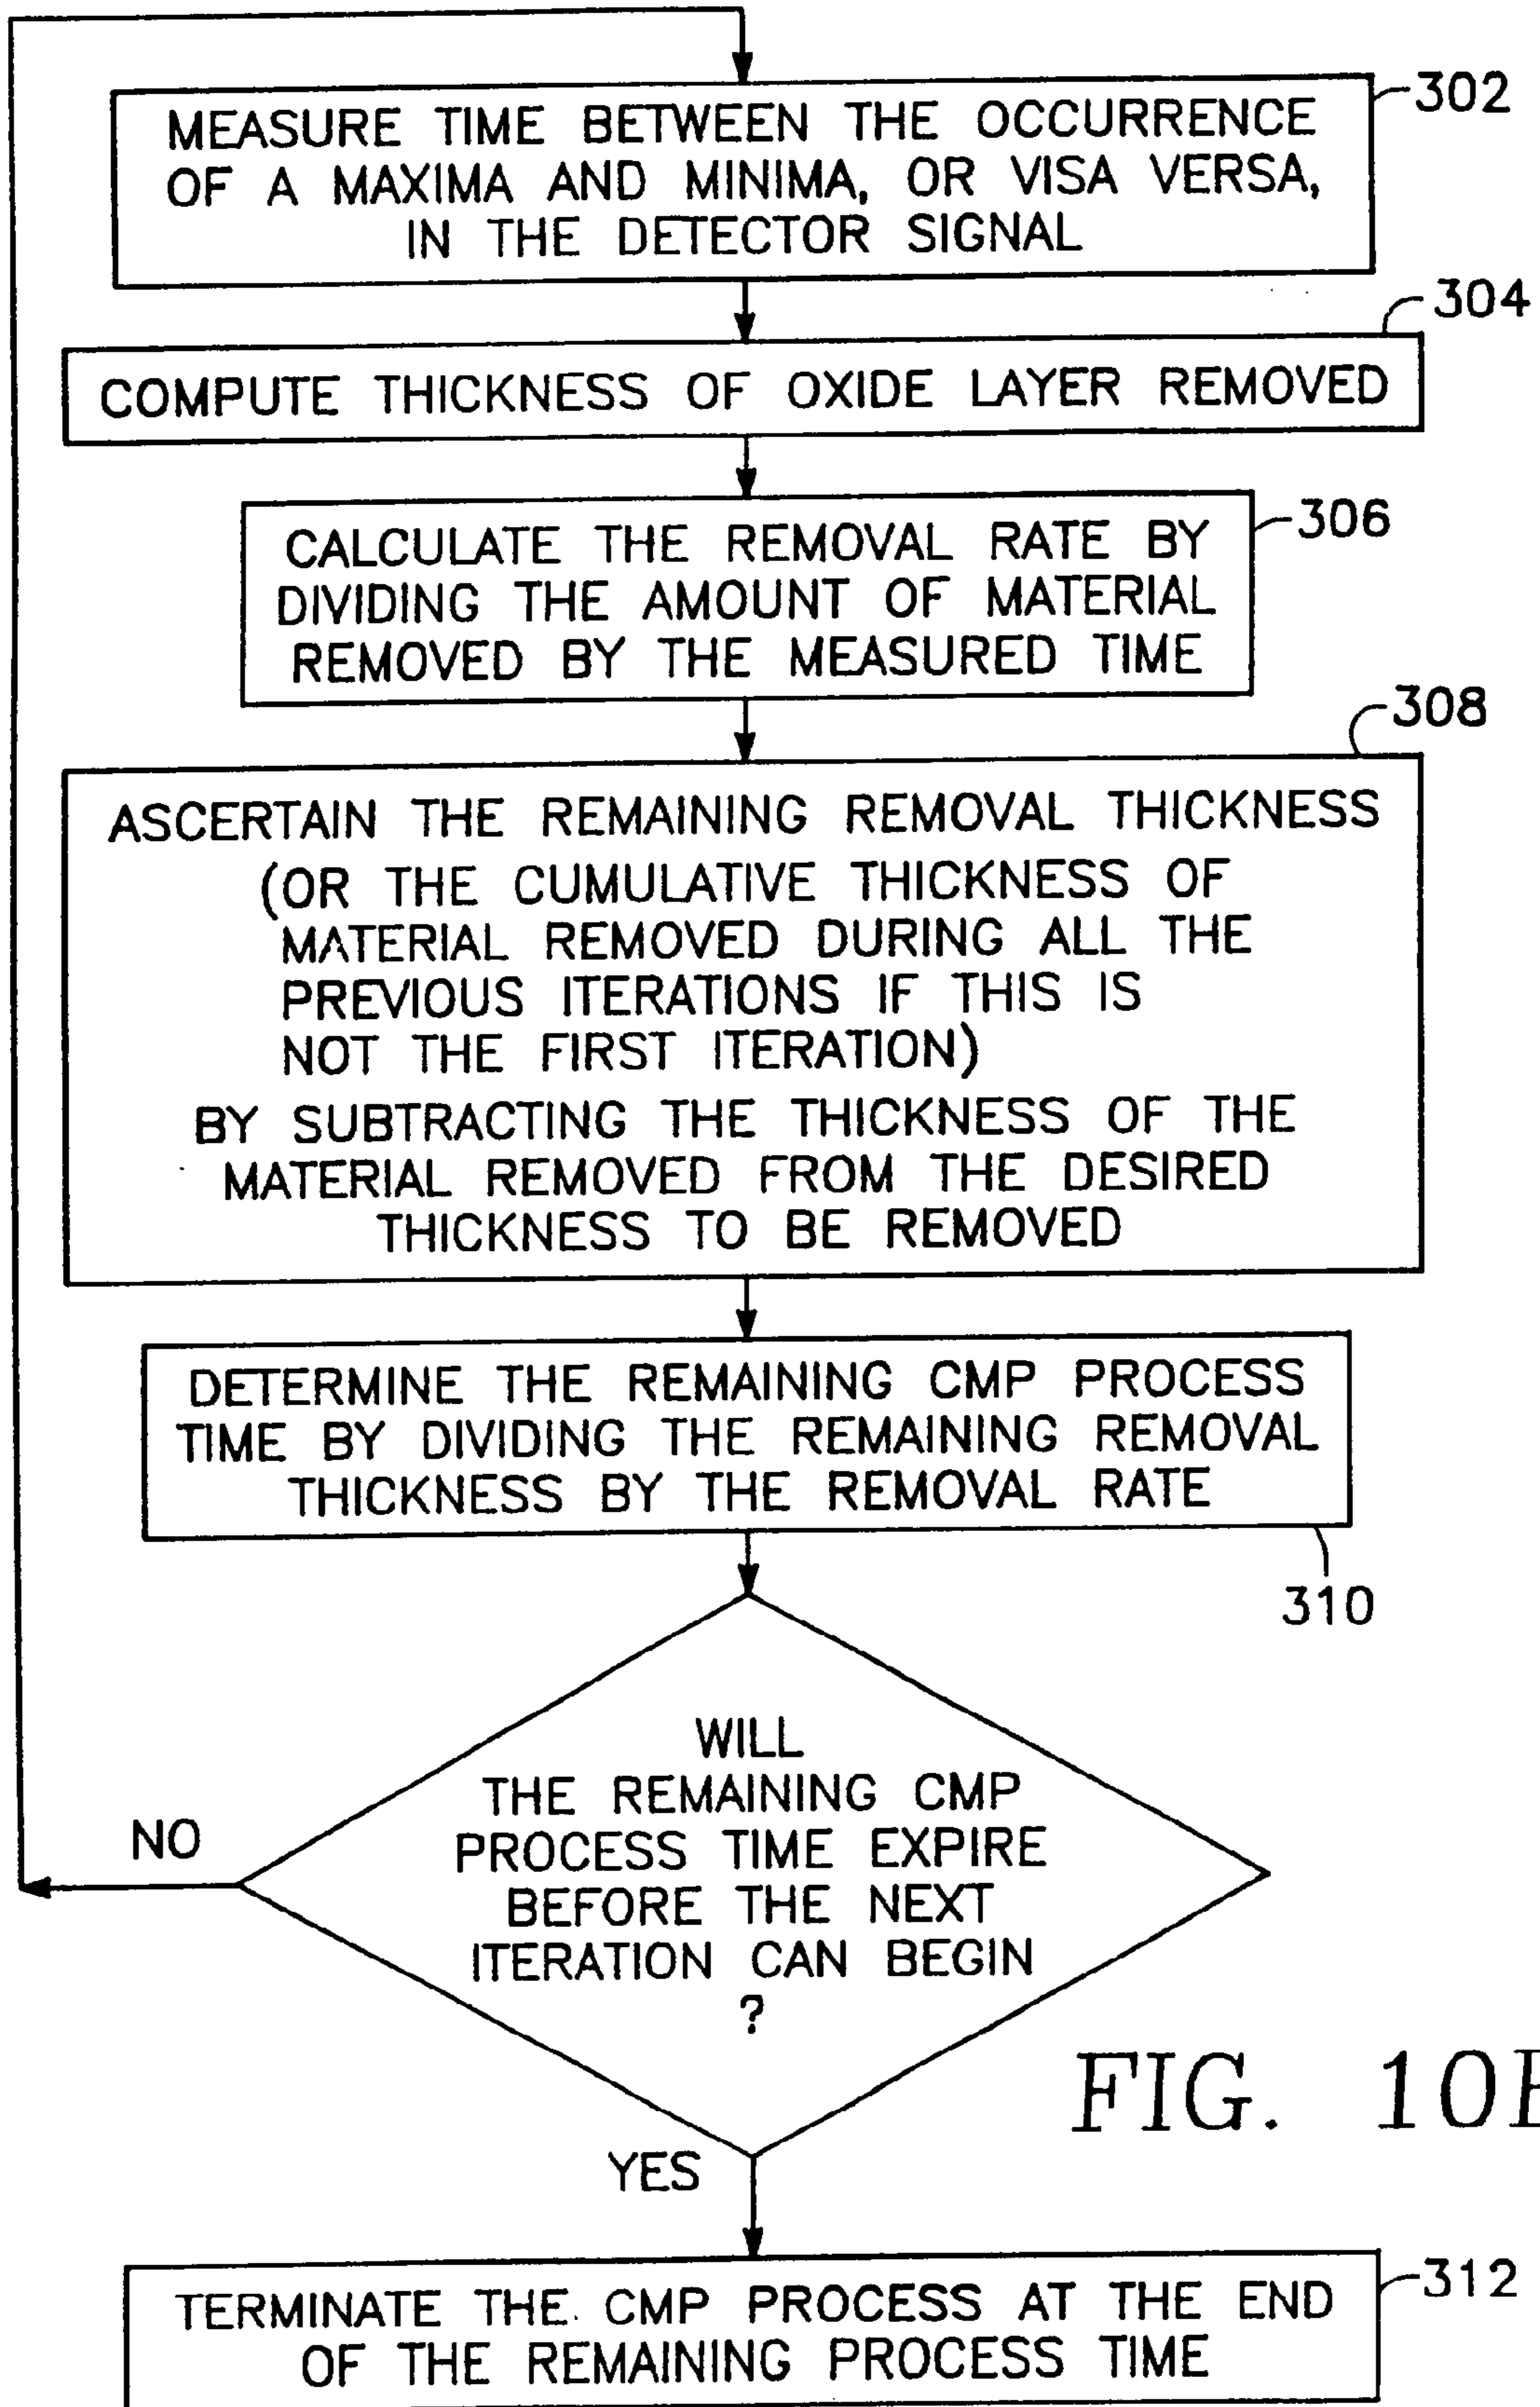 302
MEASURE TIME BETWEEN THE OCCURRENCE
OF A MAXIMA AND MINIMA, OR VISA VERSA,
IN THE DETECTOR SIGNAL
304
COMPUTE THICKNESS OF OXIDE LAYER REMOVED
306
CALCULATE THE REMOVAL RATE BY
DIVIDING THE AMOUNT OF MATERIAL
REMOVED BY THE MEASURED TIME
308
ASCERTAIN THE REMAINING REMOVAL THICKNESS
(OR THE CUMULATIVE THICKNESS OF
MATERIAL REMOVED DURING ALL THE
PREVIOUS ITERATIONS IF THIS IS
NOT THE FIRST ITERATION)
BY SUBTRACTING THE THICKNESS OF THE
MATERIAL REMOVED FROM THE DESIRED
THICKNESS TO BE REMOVED
DETERMINE THE REMAINING CMP PROCESS
TIME BY DIVIDING THE REMAINING REMOVAL
THICKNESS BY THE REMOVAL RATE
310
WILL
THE REMAINING CMP
PROCESS TIME EXPIRE
BEFORE THE NEXT
ITERATION CAN BEGIN
?
NO
YES
FIG.
312
TERMINATE THE CMP PROCESS AT THE END
OF THE REMAINING PROCESS TIME